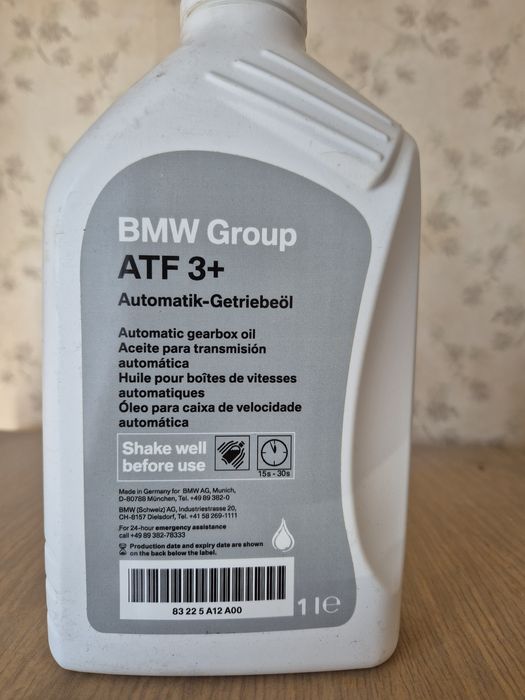 BMW Group
ATF 3+
Automatik-Getriebeöl
Automatic gearbox oil
Aceite para transmisión
automática
Huile pour boîtes de vitesses
automatiques
Óleo para caixa de velocidade
automática
Shake well
before use
15s - 30s
Made in Germany for BMW AG, Munich,
D-80788 München, Tel. +49 89 382-0
BMW (Schweiz) AG, Industriestrasse 20,
CH-8157 Dielsdorf, Tel. +41 58 269-1111
For 24-hour emergency assistance
call +49 89 382-78333
Production date and expiry date are shown
on the back below the label.
83 22 5 A12 A00
1 l ℮